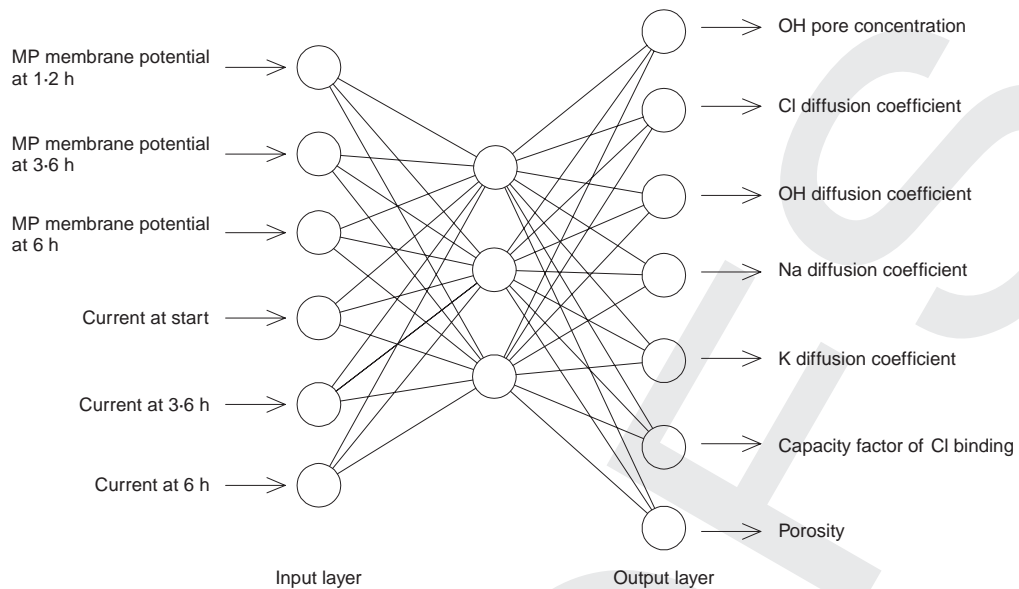 MP membrane potential
at 1·2 h
MP membrane potential
at 3·6 h
MP membrane potential
at 6 h
Current at start
Current at 3·6 h
Current at 6 h
Input layer
OH pore concentration
Cl diffusion coefficient
OH diffusion coefficient
Na diffusion coefficient
K diffusion coefficient
Capacity factor of Cl binding
Porosity
Output layer